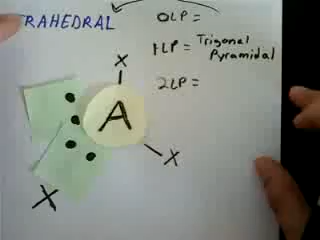 RAHEDRAL
0LP =
1LP = Trigonal
Pyramidal
2LP =
X
A
X
X